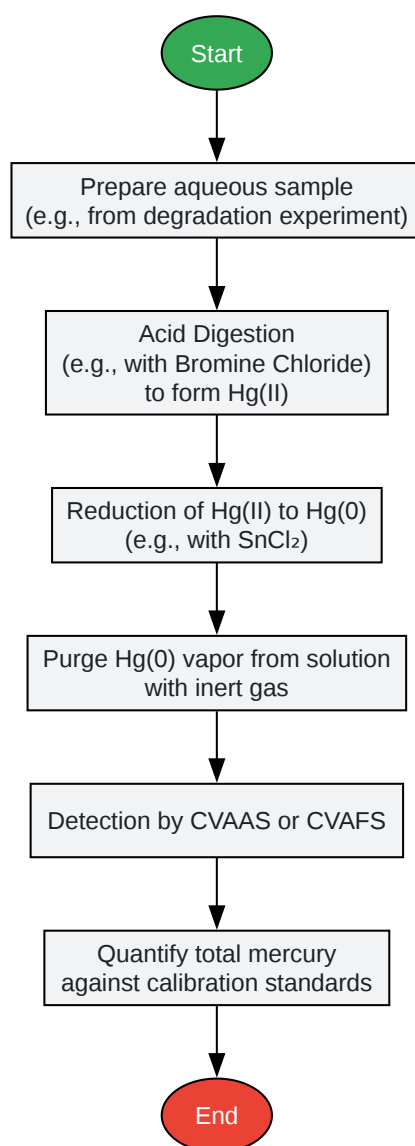 Start
Prepare aqueous sample
(e.g., from degradation experiment)
Acid Digestion
(e.g., with Bromine Chloride)
to form Hg(II)
Reduction of Hg(II) to Hg(0)
(e.g., with SnCl₂)
Purge Hg(0) vapor from solution
with inert gas
Detection by CVAAS or CVAFS
Quantify total mercury
against calibration standards
End